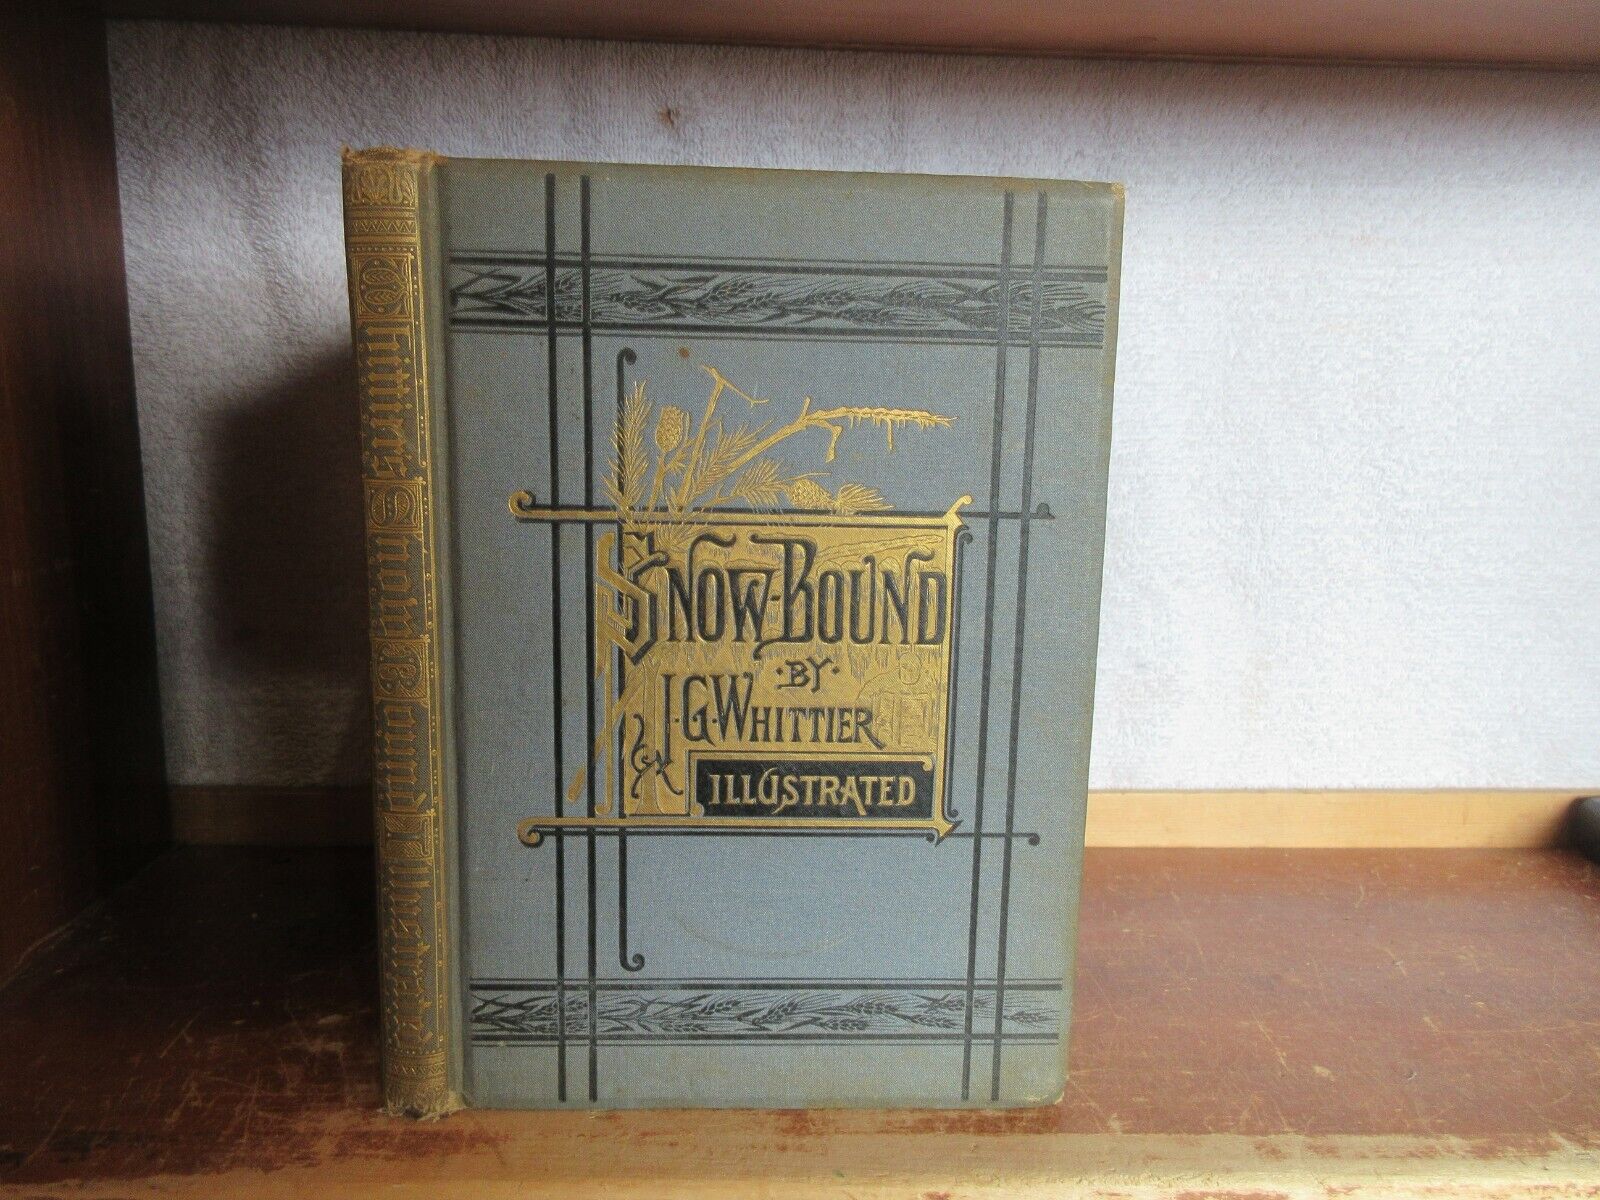 Whittier's Snow-Bound Illustrated
SNOW-BOUND
·BY·
J·G·WHITTIER
ILLUSTRATED